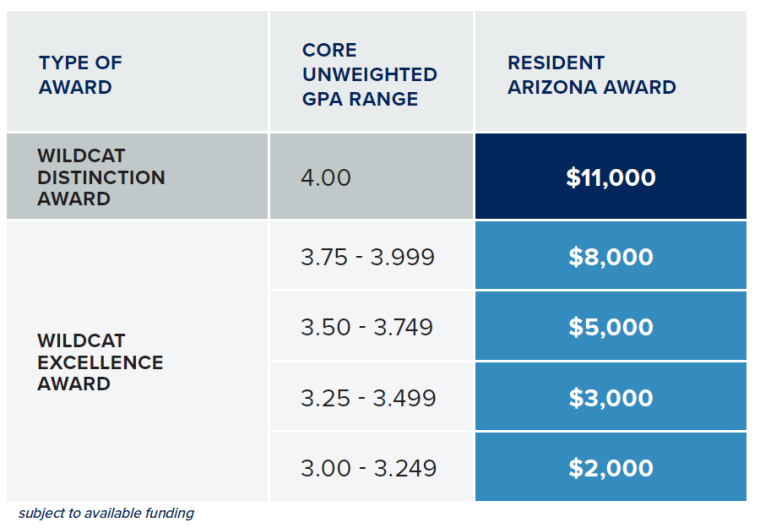 TYPE OF
AWARD
CORE
UNWEIGHTED
GPA RANGE
RESIDENT
ARIZONA AWARD
WILDCAT
DISTINCTION
AWARD
4.00
$11,000
WILDCAT
EXCELLENCE
AWARD
3.75 - 3.999
$8,000
3.50 - 3.749
$5,000
3.25 - 3.499
$3,000
3.00 - 3.249
$2,000
subject to available funding